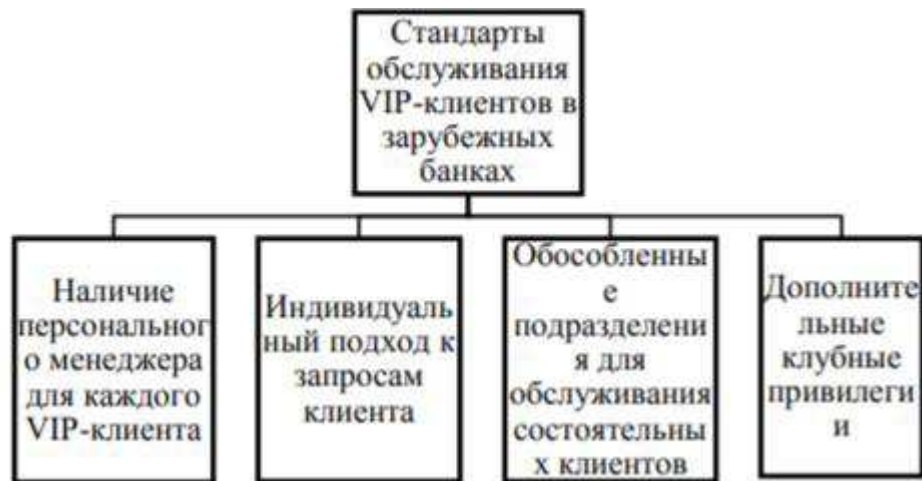 Стандарты
обслуживания
VIP-клиентов в
зарубежных
банках
Наличие
персональног
о менеджера
для каждого
VIP-клиента
Индивидуаль
ный подход к
запросам
клиента
Обособленны
е
подразделени
я для
обслуживания
состоятельны
х клиентов
Дополните
льные
клубные
привилеги
и